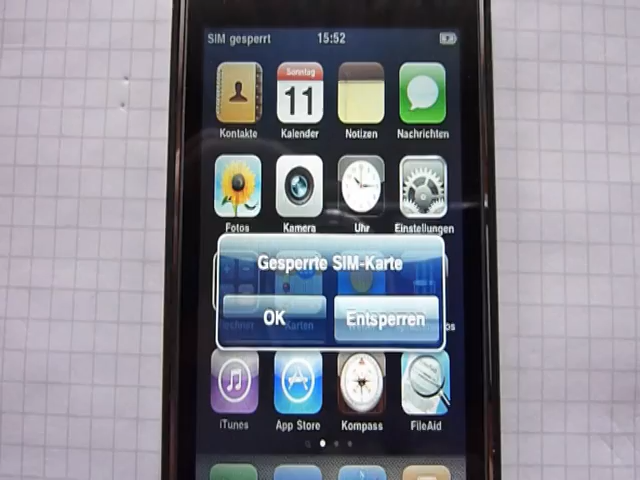 SIM gesperrt 15:52
Sonntag
11
Kontakte Kalender Notizen Nachrichten
Fotos Kamera Uhr Einstellungen
Gesperrte SIM-Karte
OK Entsperren
Karten
iTunes App Store Kompass FileAid